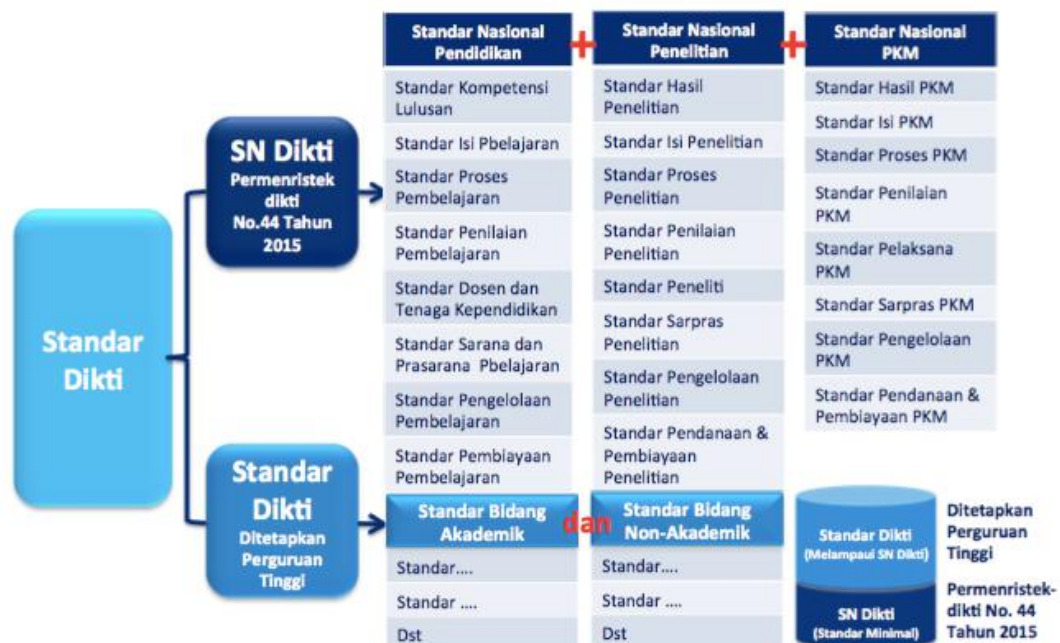 Standar
Dikti
SN Dikti
Permenristek
dikti
No.44 Tahun
2015
Standar
Dikti
Ditetapkan
Perguruan
Tinggi
Standar Nasional
Pendidikan
Standar Kompetensi
Lulusan
Standar Isi Pbelajaran
Standar Proses
Pembelajaran
Standar Penilaian
Pembelajaran
Standar Dosen dan
Tenaga Kependidikan
Standar Sarana dan
Prasarana Pbelajaran
Standar Pengelolaan
Pembelajaran
Standar Pembiayaan
Pembelajaran
+
Standar Nasional
Penelitian
Standar Hasil
Penelitian
Standar Isi Penelitian
Standar Proses
Penelitian
Standar Penilaian
Penelitian
Standar Peneliti
Standar Sarpras
Penelitian
Standar Pengelolaan
Penelitian
Standar Pendanaan &
Pembiayaan
Penelitian
+
Standar Nasional
PKM
Standar Hasil PKM
Standar Isi PKM
Standar Proses PKM
Standar Penilaian
PKM
Standar Pelaksana
PKM
Standar Sarpras PKM
Standar Pengelolaan
PKM
Standar Pendanaan &
Pembiayaan PKM
Standar Bidang
Akademik
Standar....
Standar ....
Dst
dan
Standar Bidang
Non-Akademik
Standar....
Standar ....
Dst
Standar Dikti
(Melampaui SN Dikti)
SN Dikti
(Standar Minimal)
Ditetapkan
Perguruan
Tinggi
Permenristek-
dikti No. 44
Tahun 2015